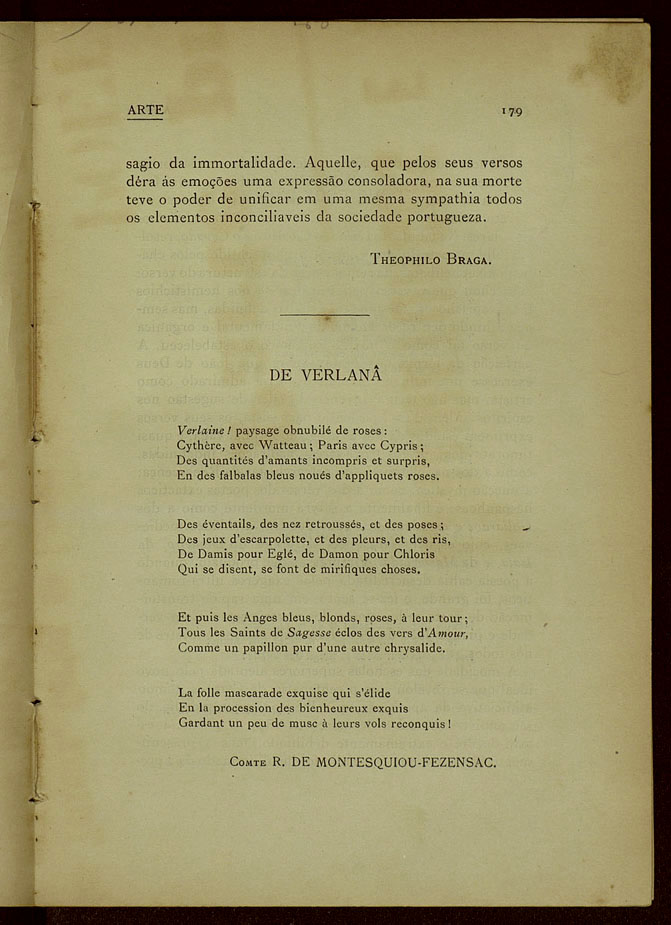 ARTE 179
sagio da immortalidade. Aquelle, que pelos seus versos
déra ás emoções uma expressão consoladora, na sua morte
teve o poder de unificar em uma mesma sympathia todos
os elementos inconciliaveis da sociedade portugueza.
THEOPHILO BRAGA.
DE VERLANÂ
Verlaine ! paysage obnubilé de roses :
Cythère, avec Watteau ; Paris avec Cypris ;
Des quantités d'amants incompris et surpris,
En des falbalas bleus noués d'appliquets roses.
Des éventails, des nez retroussés, et des poses ;
Des jeux d'escarpolette, et des pleurs, et des ris,
De Damis pour Eglé, de Damon pour Chloris
Qui se disent, se font de mirifiques choses.
Et puis les Anges bleus, blonds, roses, à leur tour ;
Tous les Saints de Sagesse éclos des vers d'Amour,
Comme un papillon pur d'une autre chrysalide.
La folle mascarade exquise qui s'élide
En la procession des bienheureux exquis
Gardant un peu de musc à leurs vols reconquis !
COMTE R. DE MONTESQUIOU-FEZENSAC.